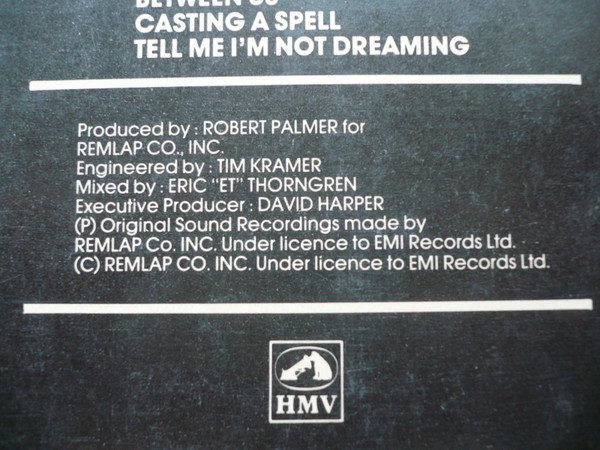 BETWEEN US
CASTING A SPELL
TELL ME I'M NOT DREAMING
Produced by : ROBERT PALMER for
REMLAP CO., INC.
Engineered by : TIM KRAMER
Mixed by : ERIC "ET" THORNGREN
Executive Producer : DAVID HARPER
(P) Original Sound Recordings made by
REMLAP Co. INC. Under licence to EMI Records Ltd.
(C) REMLAP CO. INC. Under licence to EMI Records Ltd.
HMV